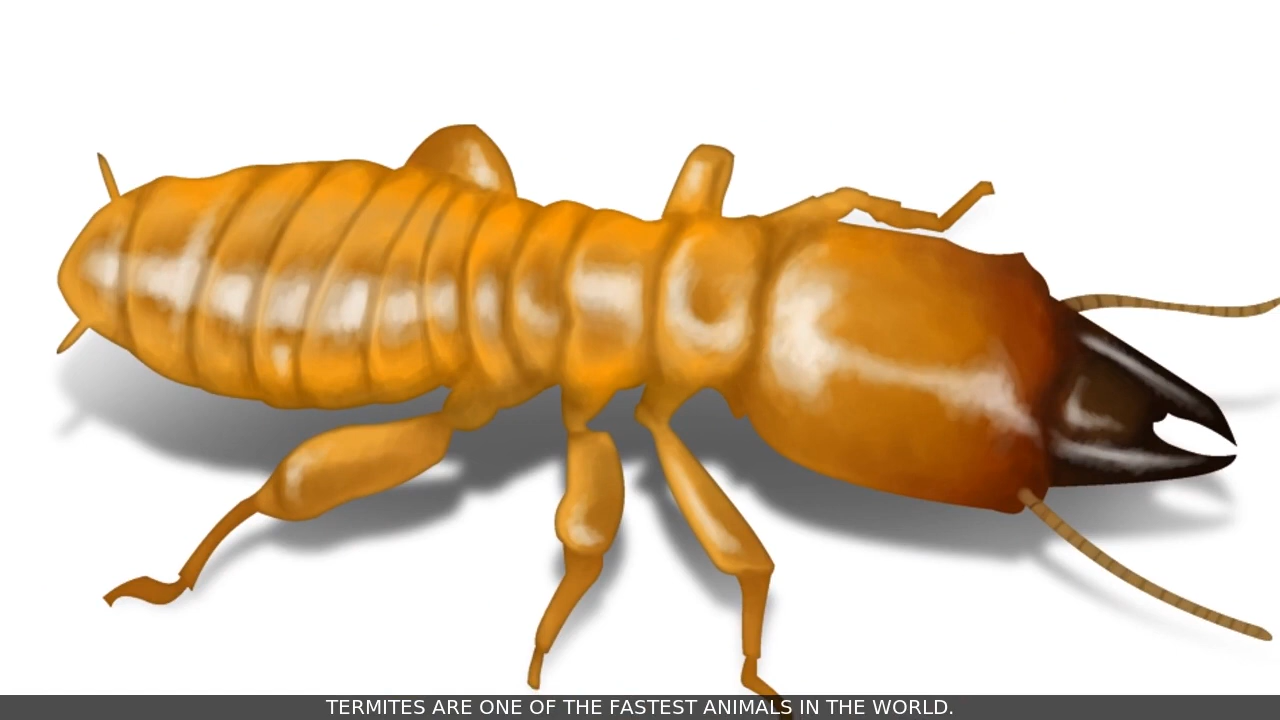 TERMITES ARE ONE OF THE FASTEST ANIMALS IN THE WORLD.